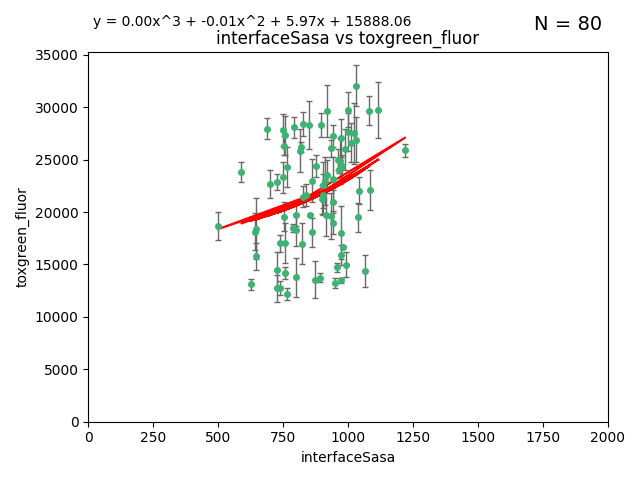 y = 0.00x^3 + -0.01x^2 + 5.97x + 15888.06
N = 80
interfaceSasa vs toxgreen_fluor
35000
30000
25000
20000
15000
10000
5000
0
toxgreen_fluor
0 250 500 750 1000 1250 1500 1750 2000
interfaceSasa